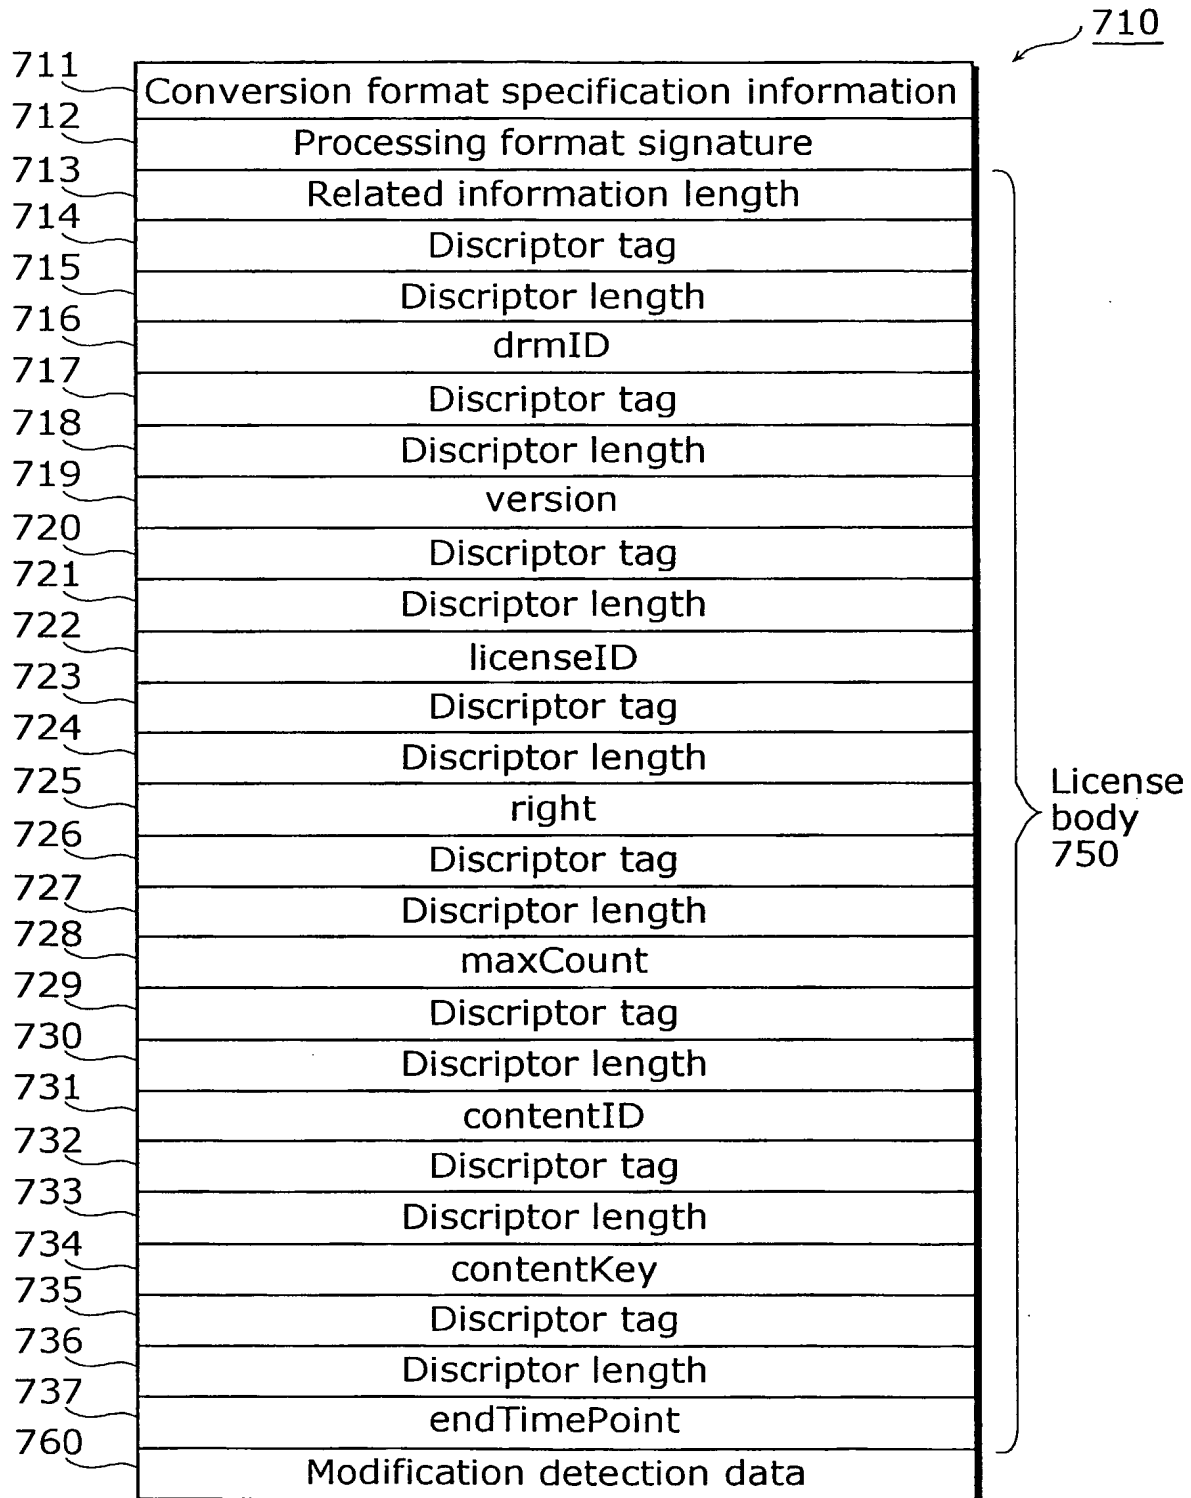 710
711 Conversion format specification information
712 Processing format signature
713 Related information length
714 Discriptor tag
715 Discriptor length
716 drmID
717 Discriptor tag
718 Discriptor length
719 version
720 Discriptor tag
721 Discriptor length
722 licenseID
723 Discriptor tag
724 Discriptor length
725 right
726 Discriptor tag
727 Discriptor length
728 maxCount
729 Discriptor tag
730 Discriptor length
731 contentID
732 Discriptor tag
733 Discriptor length
734 contentKey
735 Discriptor tag
736 Discriptor length
737 endTimePoint
760 Modification detection data
License
body
750